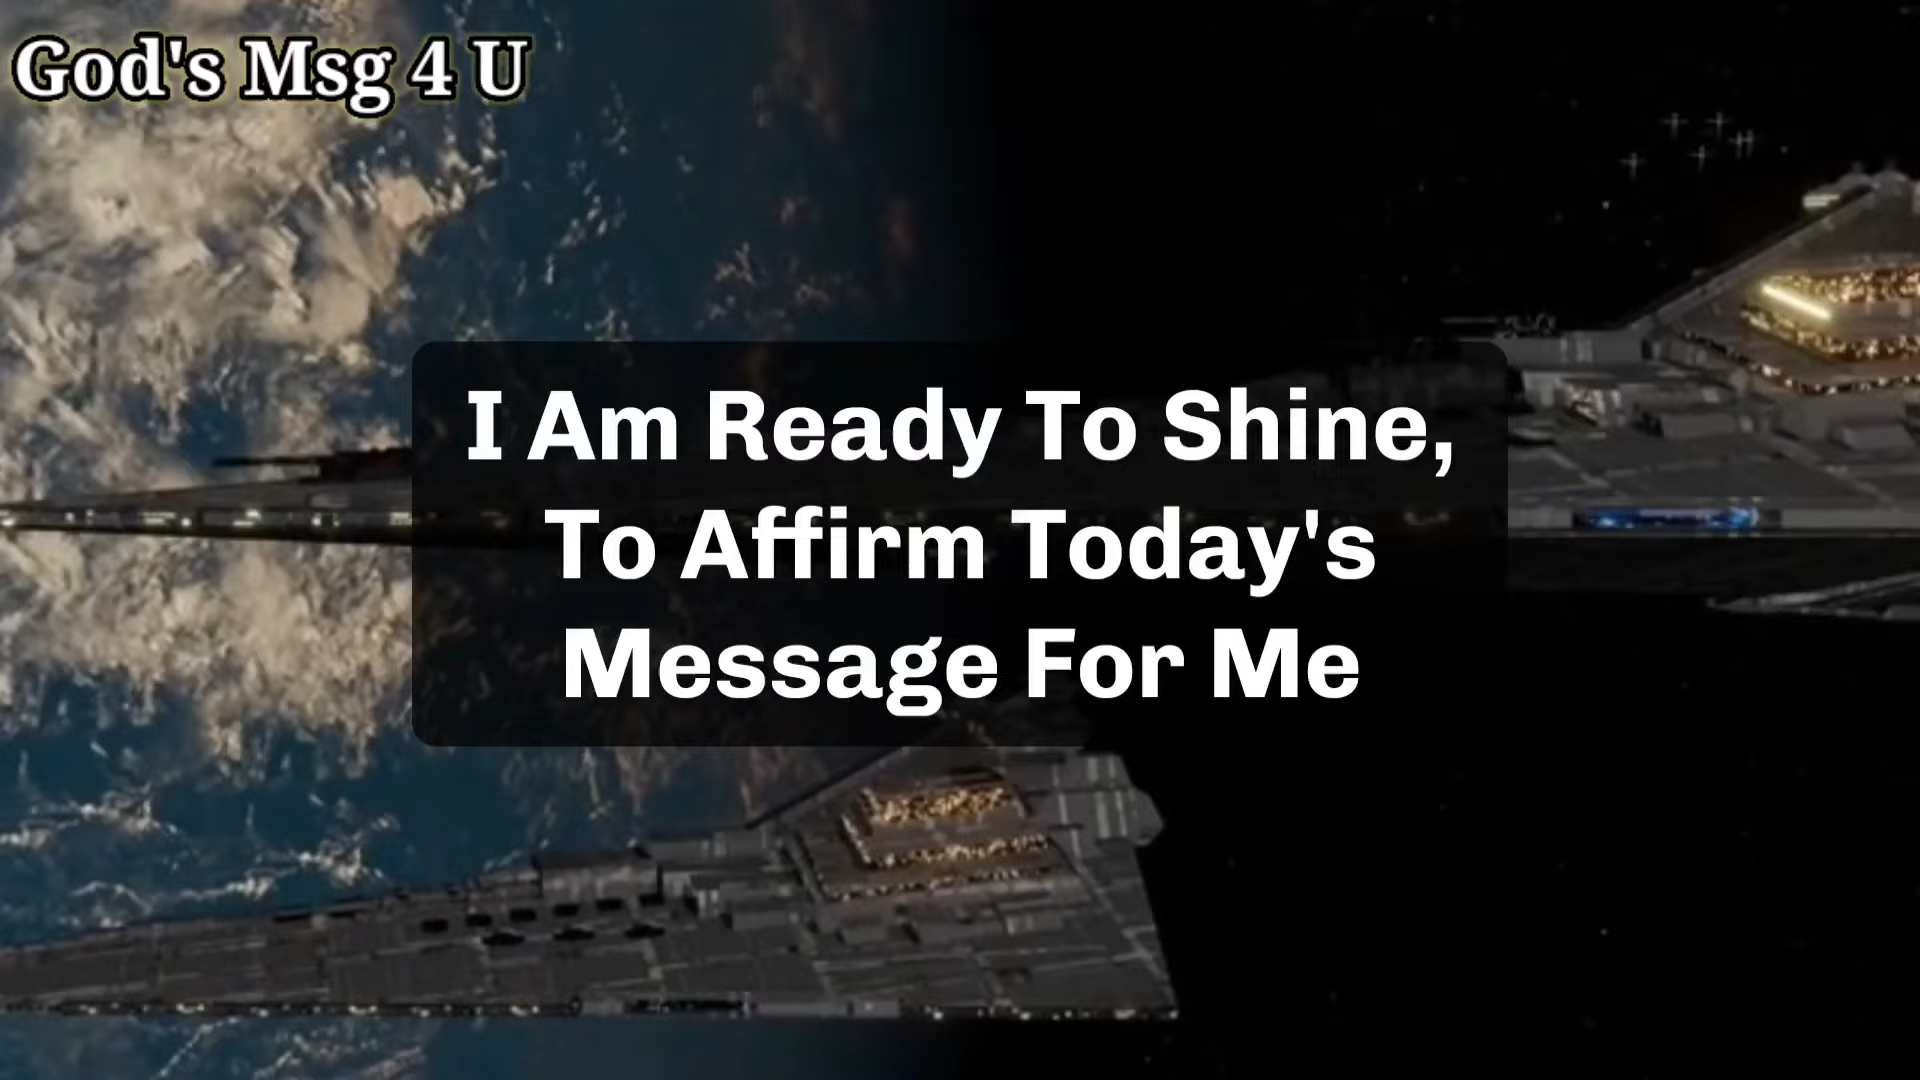 God's Msg 4 U
I Am Ready To Shine,
To Affirm Today's
Message For Me